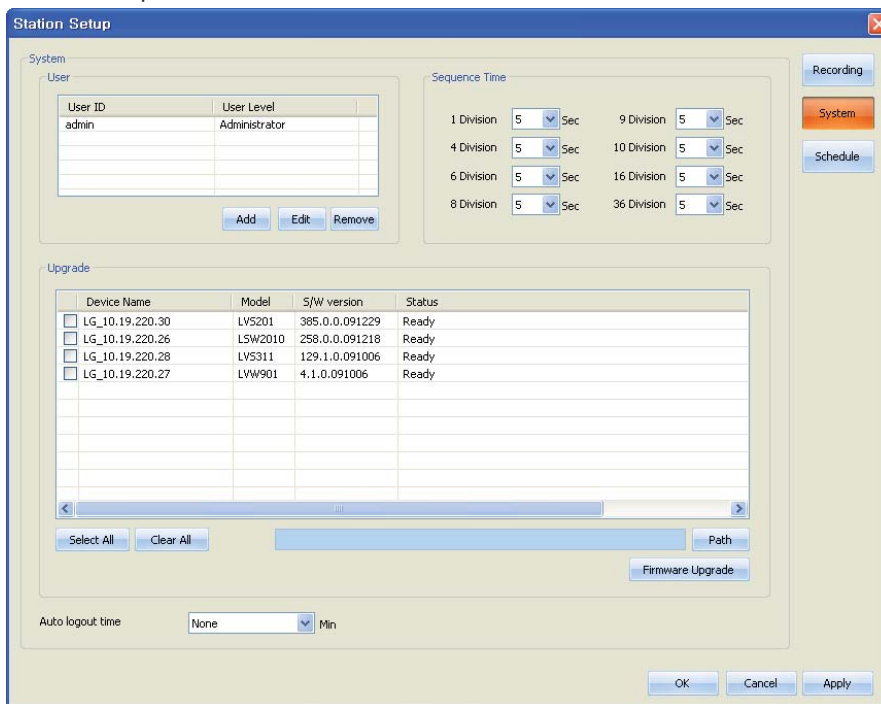 Station Setup
System
User
User ID User Level
admin Administrator
Add Edit Remove
Sequence Time
1 Division 5 Sec 9 Division 5 Sec
4 Division 5 Sec 10 Division 5 Sec
6 Division 5 Sec 16 Division 5 Sec
8 Division 5 Sec 36 Division 5 Sec
Recording
System
Schedule
Upgrade
Device Name Model S/W version Status
LG_10.19.220.30 LVS201 385.0.0.091229 Ready
LG_10.19.220.26 LSW2010 258.0.0.091218 Ready
LG_10.19.220.28 LVS311 129.1.0.091006 Ready
LG_10.19.220.27 LVW901 4.1.0.091006 Ready
Select All Clear All Path
Firmware Upgrade
Auto logout time None Min
OK Cancel Apply